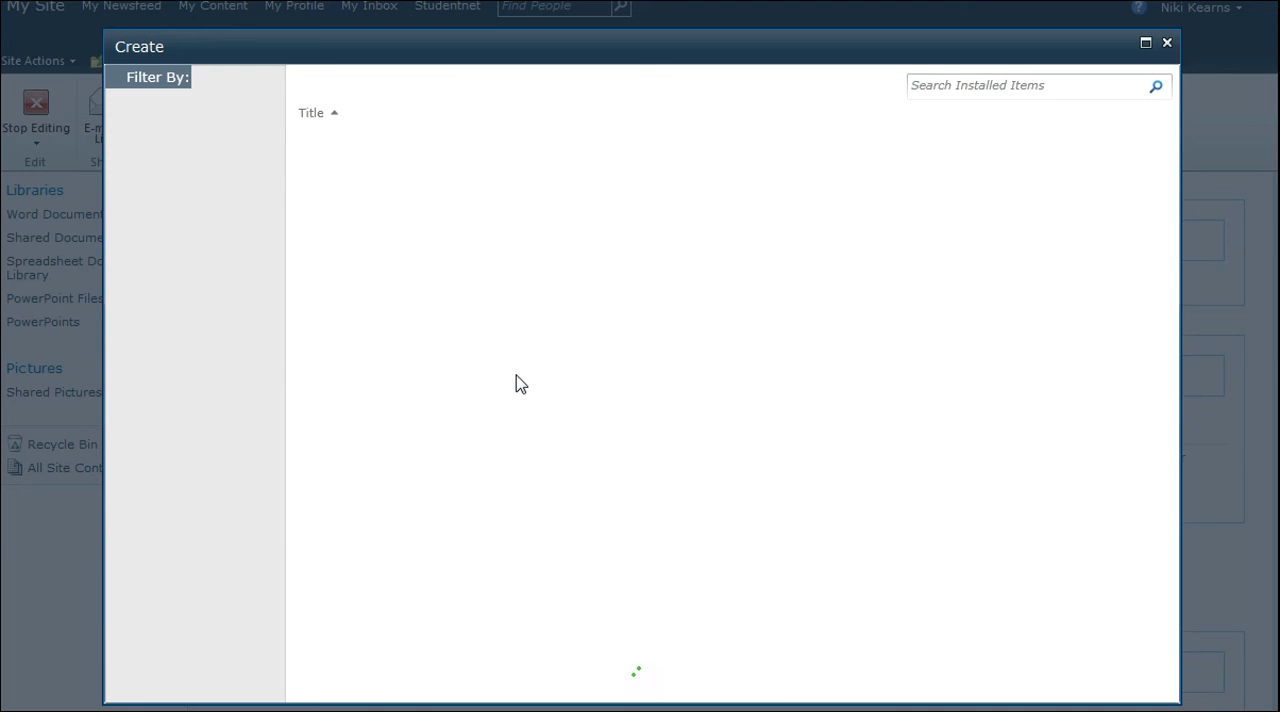 My Site My Newsfeed My Content My Profile My Inbox Studentnet Find People ? Niki Kearns
Site Actions
Create
Filter By:
Search Installed Items
Title
Stop Editing
Edit
Libraries
Word Document
Shared Docume
Spreadsheet Do
Library
PowerPoint Files
PowerPoints
Pictures
Shared Pictures
Recycle Bin
All Site Cont